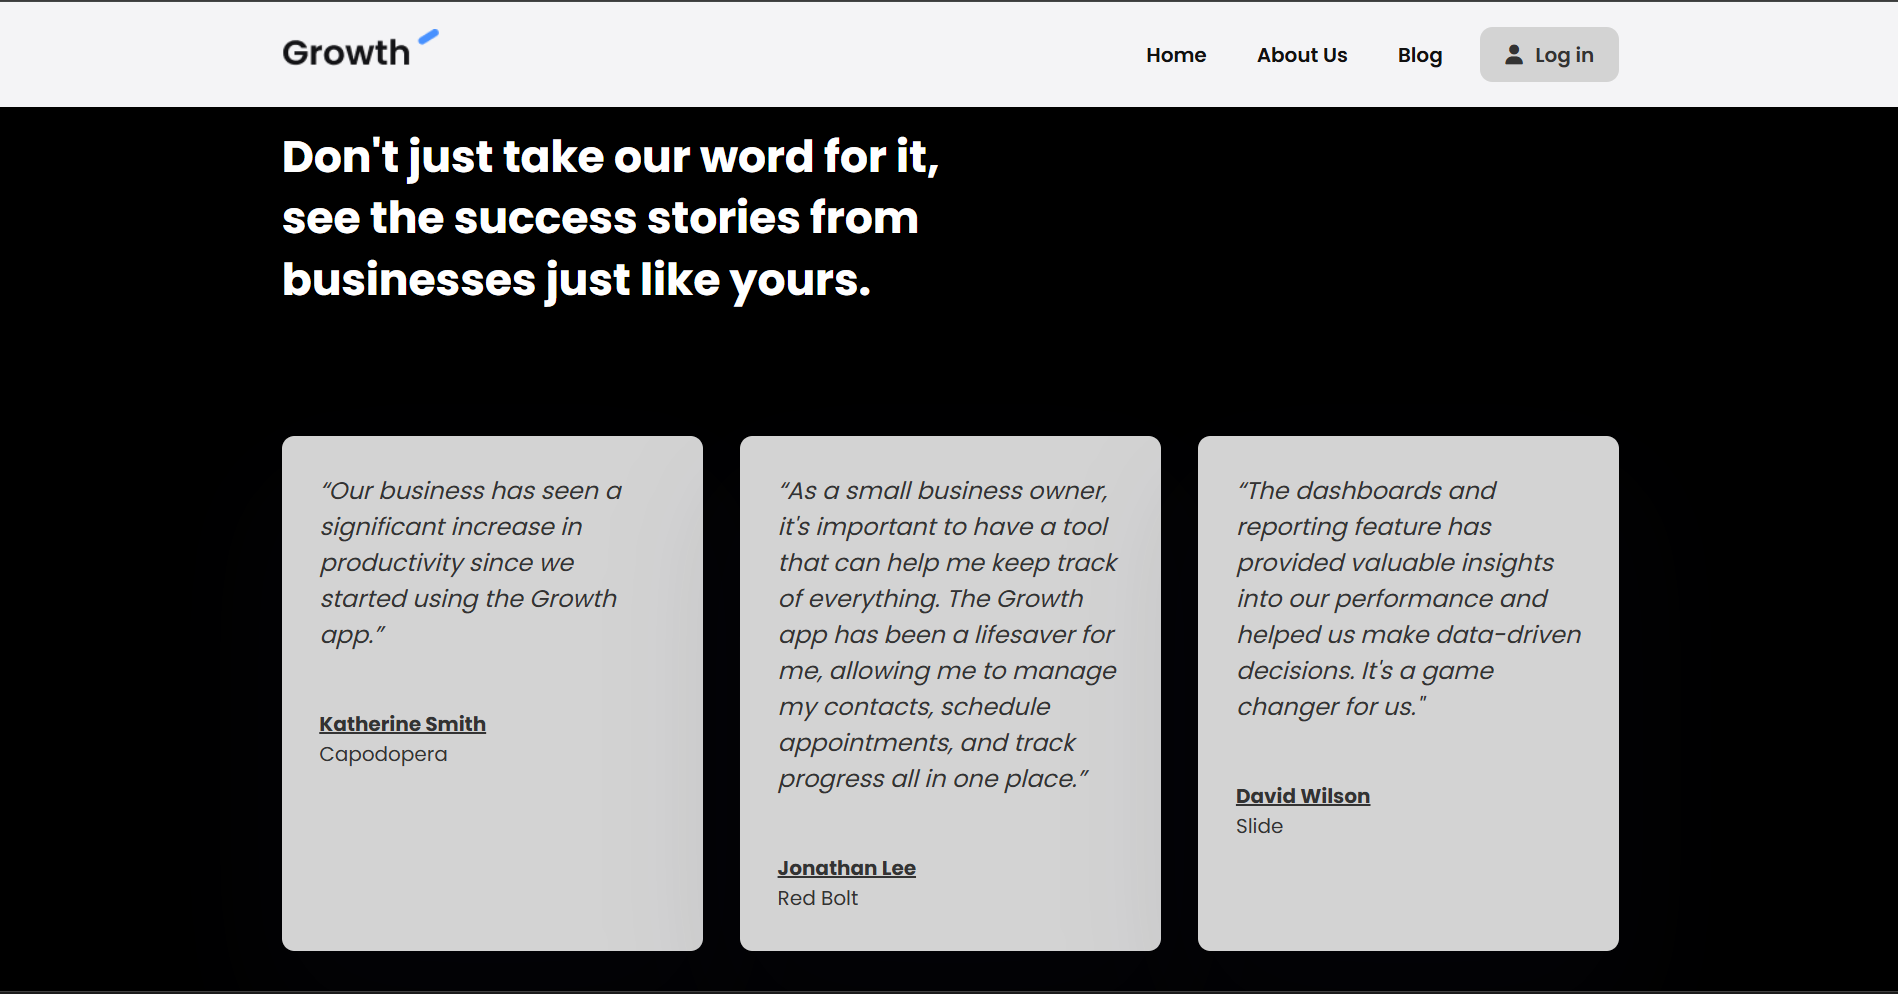 Growth
Home
About Us
Blog
Log in
Don't just take our word for it,
see the success stories from
businesses just like yours.
“Our business has seen a
significant increase in
productivity since we
started using the Growth
app.”
Katherine Smith
Capodopera
“As a small business owner,
it's important to have a tool
that can help me keep track
of everything. The Growth
app has been a lifesaver for
me, allowing me to manage
my contacts, schedule
appointments, and track
progress all in one place.”
Jonathan Lee
Red Bolt
“The dashboards and
reporting feature has
provided valuable insights
into our performance and
helped us make data-driven
decisions. It's a game
changer for us."
David Wilson
Slide